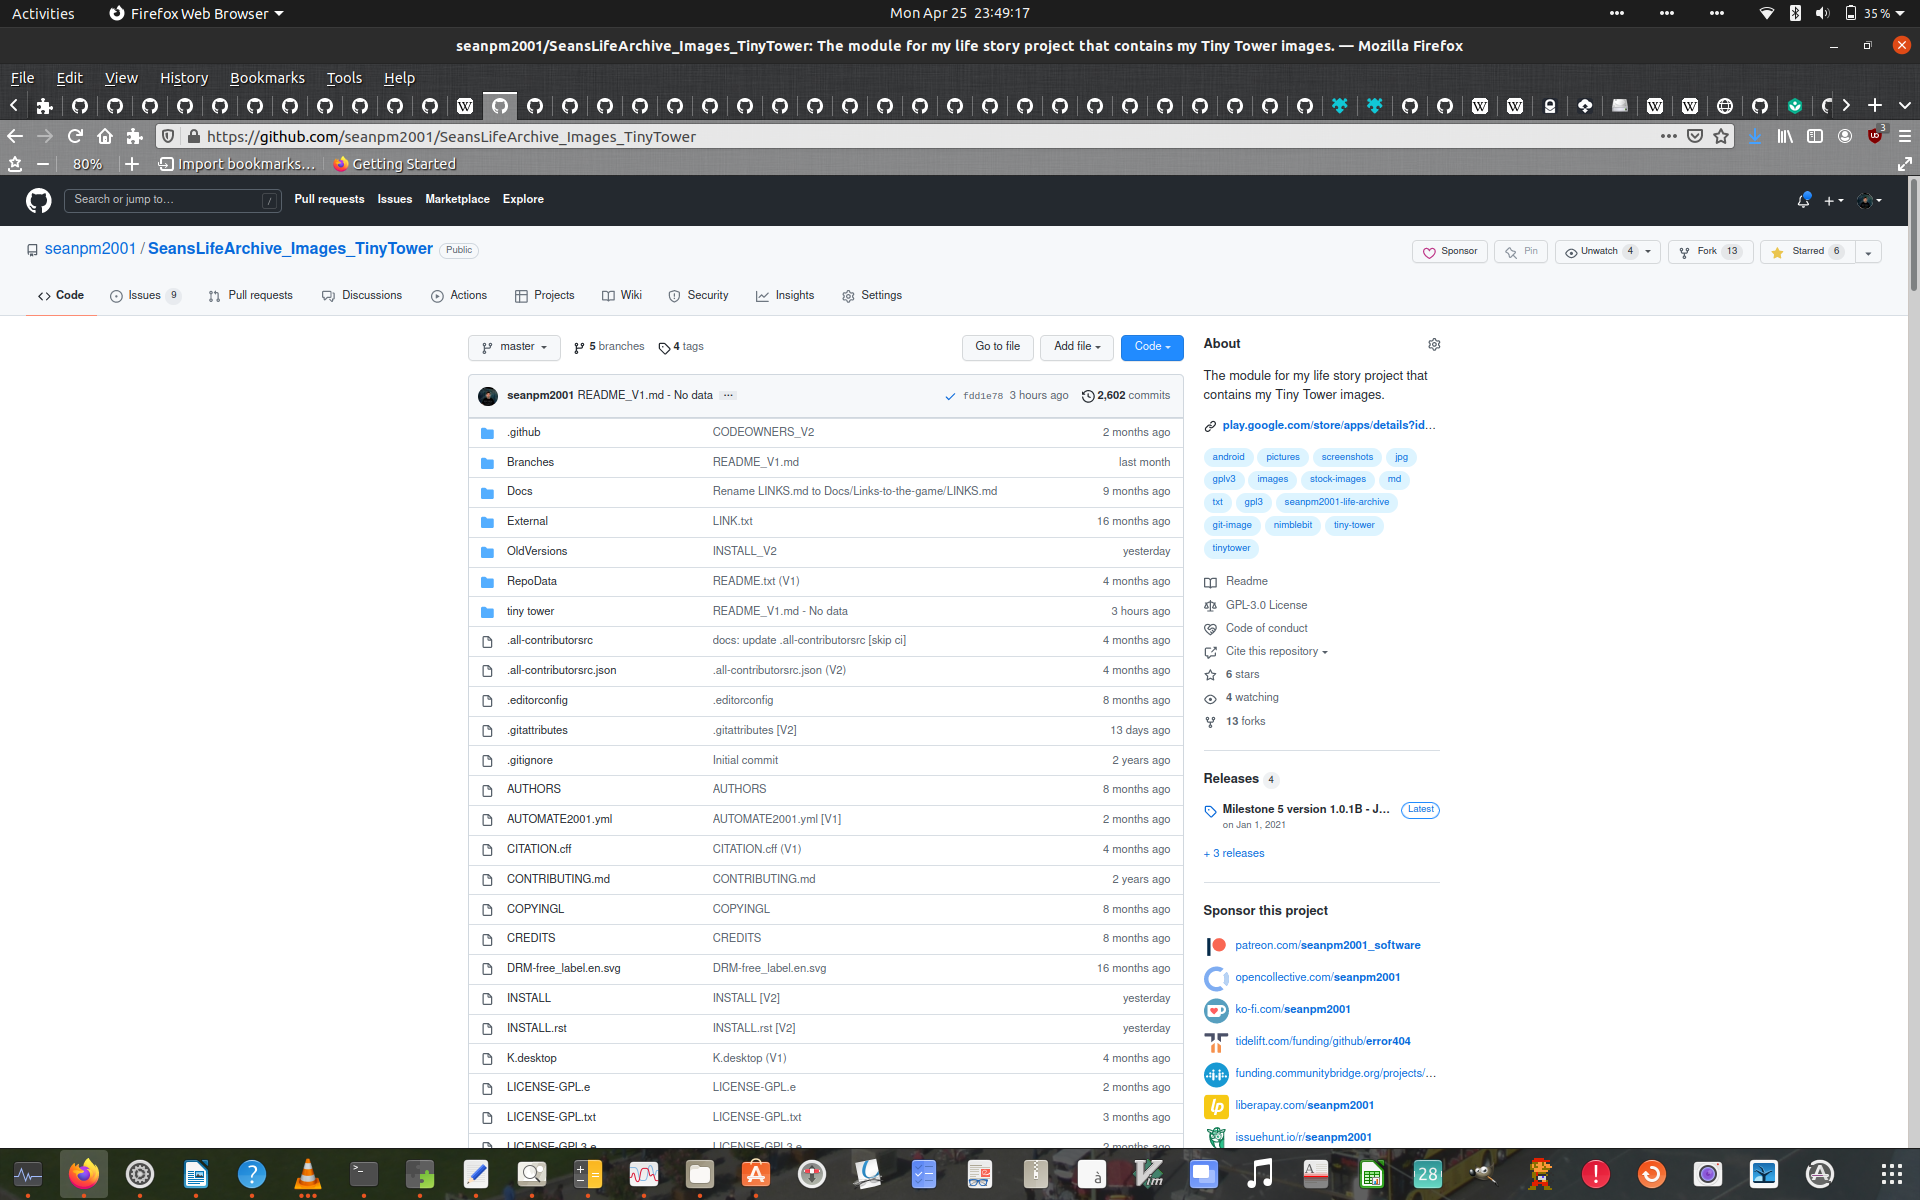 Activities Firefox Web Browser Mon Apr 25 23:49:17 35 %
seanpm2001/SeansLifeArchive_Images_TinyTower: The module for my life story project that contains my Tiny Tower images. — Mozilla Firefox
File Edit View History Bookmarks Tools Help
https://github.com/seanpm2001/SeansLifeArchive_Images_TinyTower 3
80% Import bookmarks... Getting Started
Search or jump to... / Pull requests Issues Marketplace Explore
seanpm2001 / SeansLifeArchive_Images_TinyTower Public Sponsor Pin Unwatch 4 Fork 13 Starred 6
Code Issues 9 Pull requests Discussions Actions Projects Wiki Security Insights Settings
master 5 branches 4 tags Go to file Add file Code
seanpm2001 README_V1.md - No data ... fdd1e78 3 hours ago 2,602 commits
.github CODEOWNERS_V2 2 months ago
Branches README_V1.md last month
Docs Rename LINKS.md to Docs/Links-to-the-game/LINKS.md 9 months ago
External LINK.txt 16 months ago
OldVersions INSTALL_V2 yesterday
RepoData README.txt (V1) 4 months ago
tiny tower README_V1.md - No data 3 hours ago
.all-contributorsrc docs: update .all-contributorsrc [skip ci] 4 months ago
.all-contributorsrc.json .all-contributorsrc.json (V2) 4 months ago
.editorconfig .editorconfig 8 months ago
.gitattributes .gitattributes [V2] 13 days ago
.gitignore Initial commit 2 years ago
AUTHORS AUTHORS 8 months ago
AUTOMATE2001.yml AUTOMATE2001.yml [V1] 2 months ago
CITATION.cff CITATION.cff (V1) 4 months ago
CONTRIBUTING.md CONTRIBUTING.md 2 years ago
COPYINGL COPYINGL 8 months ago
CREDITS CREDITS 8 months ago
DRM-free_label.en.svg DRM-free_label.en.svg 16 months ago
INSTALL INSTALL [V2] yesterday
INSTALL.rst INSTALL.rst [V2] yesterday
K.desktop K.desktop (V1) 4 months ago
LICENSE-GPL.e LICENSE-GPL.e 2 months ago
LICENSE-GPL.txt LICENSE-GPL.txt 3 months ago
LICENSE-GPL3.e LICENSE-GPL3.e 2 months ago
About
The module for my life story project that
contains my Tiny Tower images.
play.google.com/store/apps/details?id...
android pictures screenshots jpg
gplv3 images stock-images md
txt gpl3 seanpm2001-life-archive
git-image nimblebit tiny-tower
tinytower
Readme
GPL-3.0 License
Code of conduct
Cite this repository
6 stars
4 watching
13 forks
Releases 4
Milestone 5 version 1.0.1B - J... Latest
on Jan 1, 2021
+ 3 releases
Sponsor this project
patreon.com/seanpm2001_software
opencollective.com/seanpm2001
ko-fi.com/seanpm2001
tidelift.com/funding/github/error404
funding.communitybridge.org/projects/...
liberapay.com/seanpm2001
issuehunt.io/r/seanpm2001
28